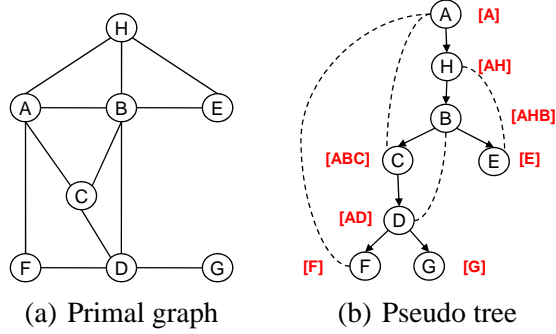 H
A
B
E
C
F
D
G
(a) Primal graph
A
[A]
H
[AH]
B
[AHB]
[ABC]
C
E
[E]
[AD]
D
[F]
F
G
[G]
(b) Pseudo tree